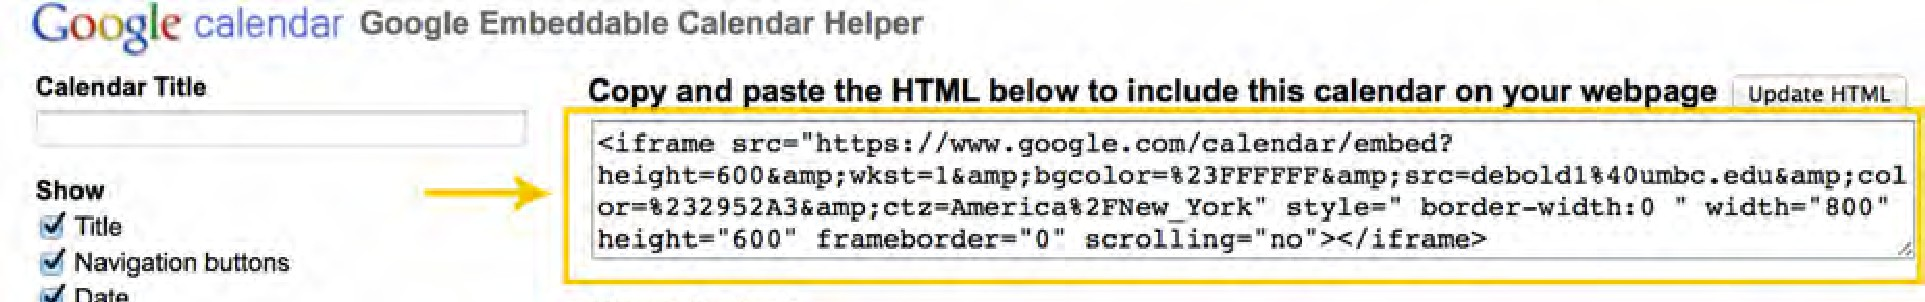 Google calendar Google Embeddable Calendar Helper
Calendar Title
Copy and paste the HTML below to include this calendar on your webpage Update HTML
<iframe src="https://www.google.com/calendar/embed?
height=600&amp;wkst=1&amp;bgcolor=%23FFFFFF&amp;src=debold1%40umbc.edu&amp;col
or=%232952A3&amp;ctz=America%2FNew_York" style=" border-width:0 " width="800"
height="600" frameborder="0" scrolling="no"></iframe>
Show
Title
Navigation buttons
Date